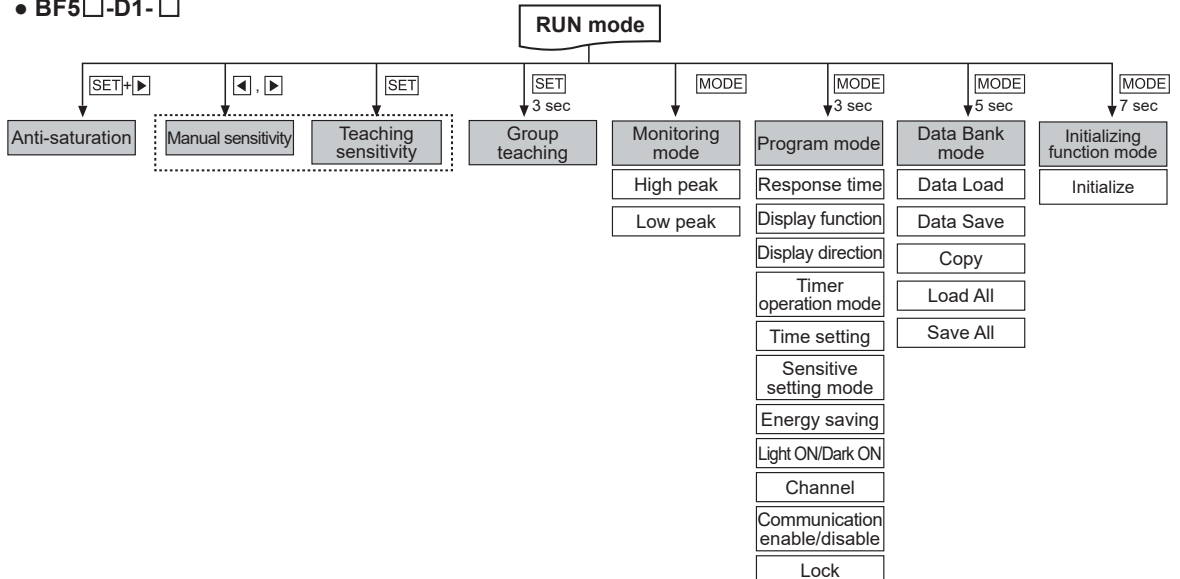 ● BF5□-D1-□
RUN mode
SET+▶
◀ , ▶
SET
SET
3 sec
MODE
MODE
3 sec
MODE
5 sec
MODE
7 sec
Anti-saturation
Manual sensitivity
Teaching
sensitivity
Group
teaching
Monitoring
mode
High peak
Low peak
Program mode
Response time
Display function
Display direction
Timer
operation mode
Time setting
Sensitive
setting mode
Energy saving
Light ON/Dark ON
Channel
Communication
enable/disable
Lock
Data Bank
mode
Data Load
Data Save
Copy
Load All
Save All
Initializing
function mode
Initialize